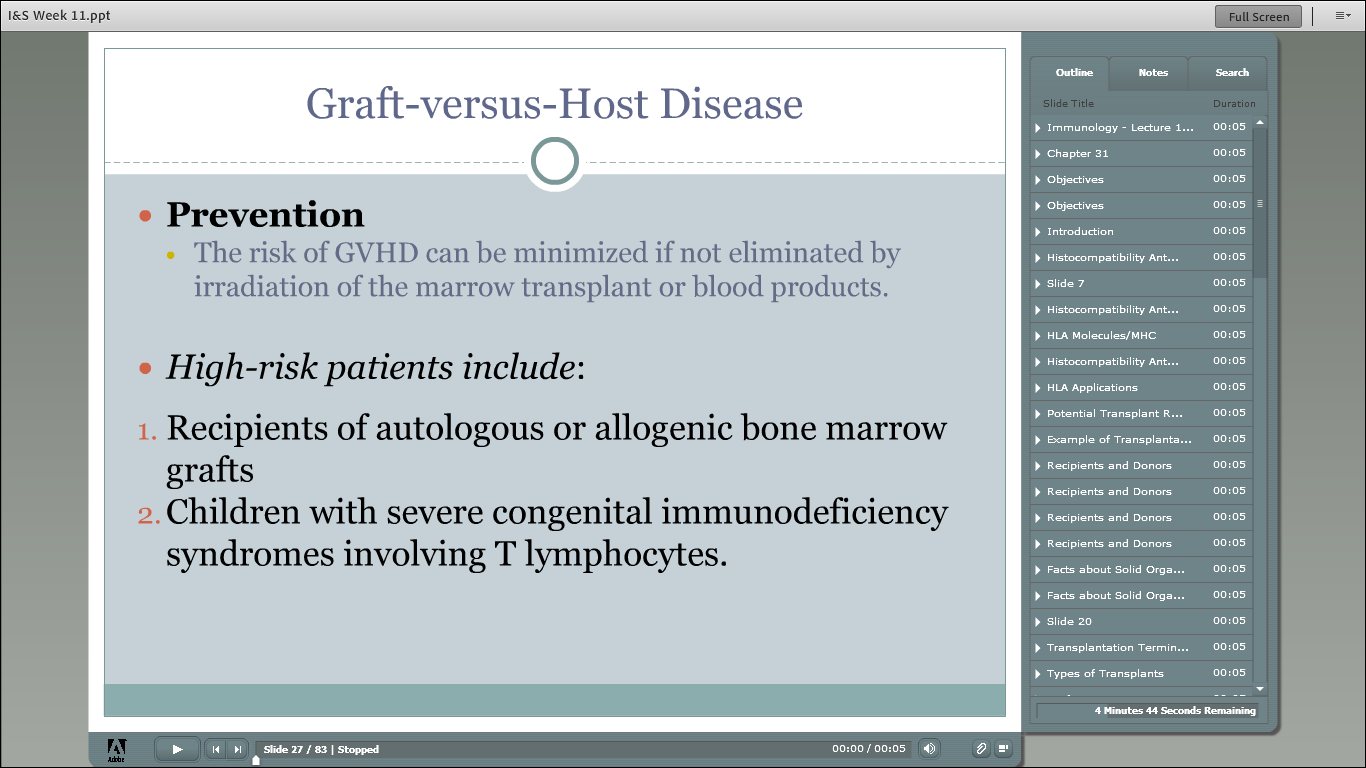 I&S Week 11.ppt
Full Screen
Graft-versus-Host Disease
Prevention
The risk of GVHD can be minimized if not eliminated by
irradiation of the marrow transplant or blood products.
High-risk patients include:
1. Recipients of autologous or allogenic bone marrow
grafts
2. Children with severe congenital immunodeficiency
syndromes involving T lymphocytes.
Outline Notes Search
Slide Title Duration
Immunology - Lecture 1... 00:05
Chapter 31 00:05
Objectives 00:05
Objectives 00:05
Introduction 00:05
Histocompatibility Ant... 00:05
Slide 7 00:05
Histocompatibility Ant... 00:05
HLA Molecules/MHC 00:05
Histocompatibility Ant... 00:05
HLA Applications 00:05
Potential Transplant R... 00:05
Example of Transplanta... 00:05
Recipients and Donors 00:05
Recipients and Donors 00:05
Recipients and Donors 00:05
Recipients and Donors 00:05
Facts about Solid Orga... 00:05
Facts about Solid Orga... 00:05
Slide 20 00:05
Transplantation Termin... 00:05
Types of Transplants 00:05
4 Minutes 44 Seconds Remaining
Adobe
Slide 27 / 83 | Stopped
00:00 / 00:05